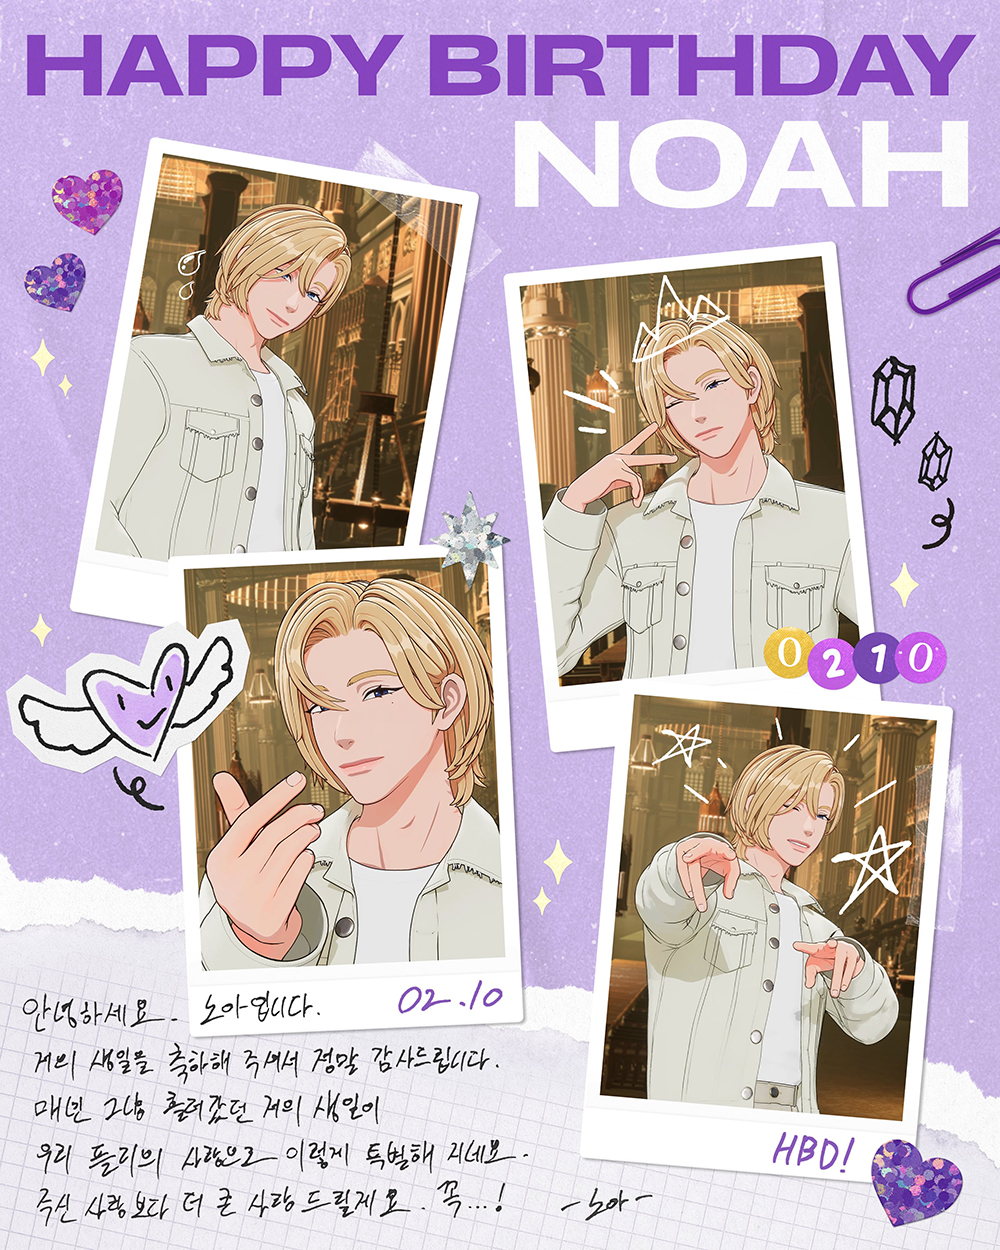 HAPPY BIRTHDAY
NOAH
0210
02.10
HBD!
안녕하세요. 노아입니다.
저의 생일을 축하해 주셔서 정말 감사드립니다.
매년 그냥 흘려갔던 저의 생일이
우리 플리의 사랑으로 이렇게 특별해 지네요.
주신 사랑보다 더 큰 사랑 드릴게요. 꼭...! -노아-